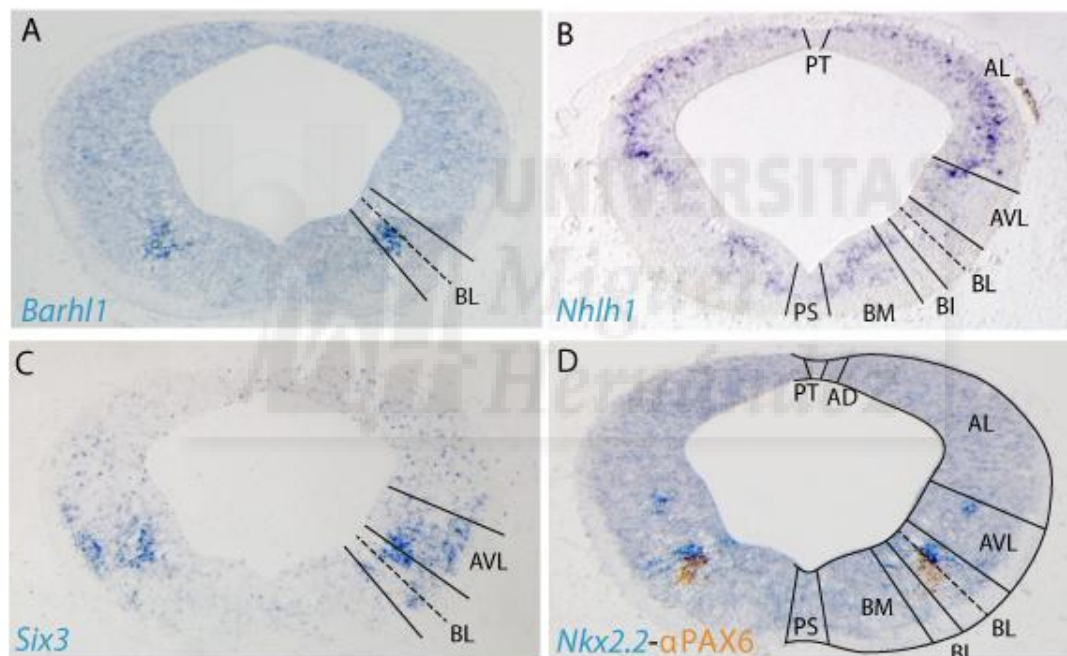 A
BL
Barhl1
B
PT
AL
AVL
BL
BI
BM
PS
Nhlh1
C
AVL
BL
Six3
D
PT
AD
AL
AVL
BL
BI
BM
PS
Nkx2.2-αPAX6
UNIVERSITAS
Miguel
Hernández